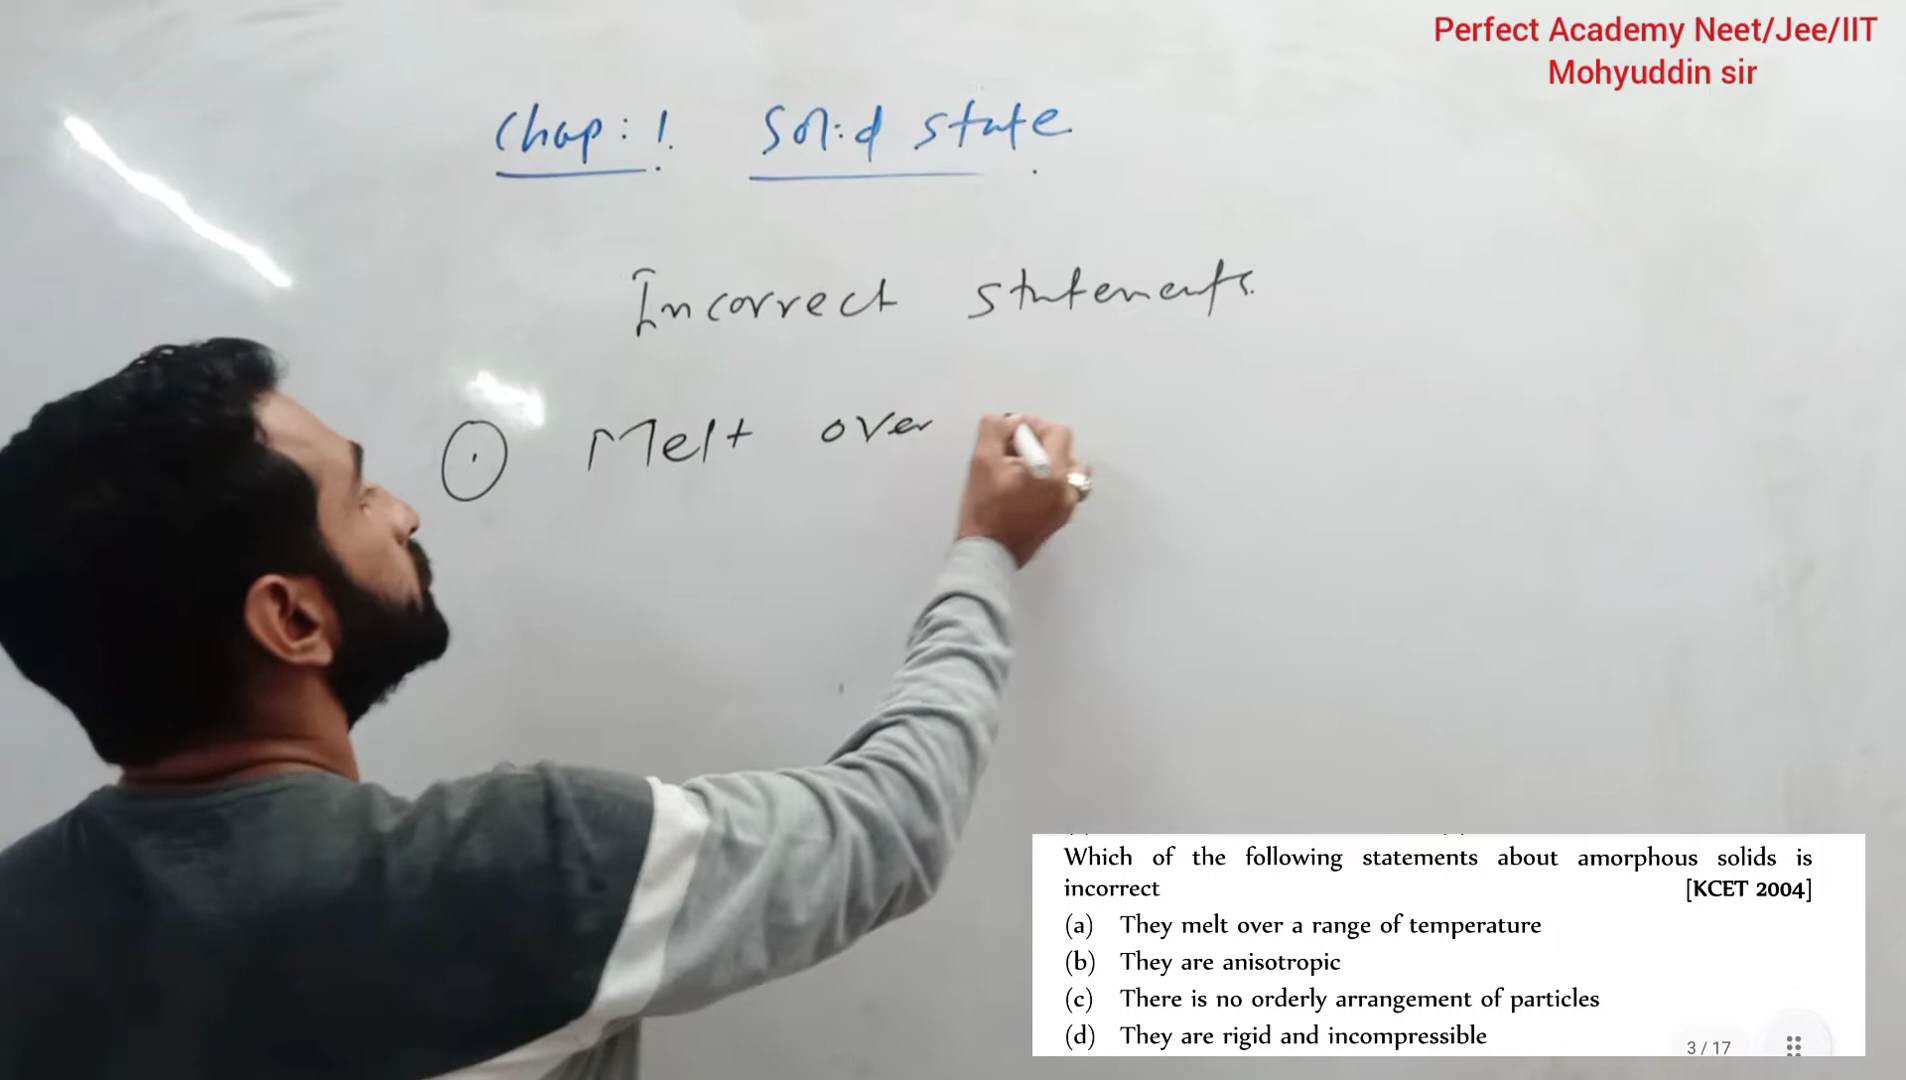 Perfect Academy Neet/Jee/IIT
Mohyuddin sir
Chap: 1. Solid state
Incorrect statements.
Melt over
Which of the following statements about amorphous solids is
incorrect [KCET 2004]
(a) They melt over a range of temperature
(b) They are anisotropic
(c) There is no orderly arrangement of particles
(d) They are rigid and incompressible
3 / 17